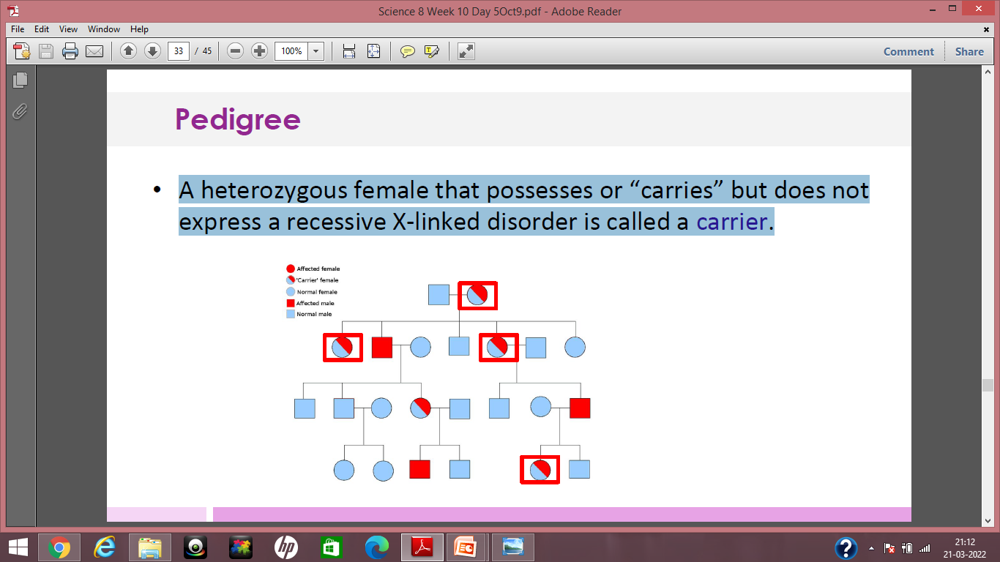 Science 8 Week 10 Day 5Oct9.pdf - Adobe Reader
File Edit View Window Help
33 / 45 100% Comment Share
Pedigree
• A heterozygous female that possesses or “carries” but does not
express a recessive X-linked disorder is called a carrier.
Affected female
'Carrier' female
Normal female
Affected male
Normal male
hp
21:12
21-03-2022